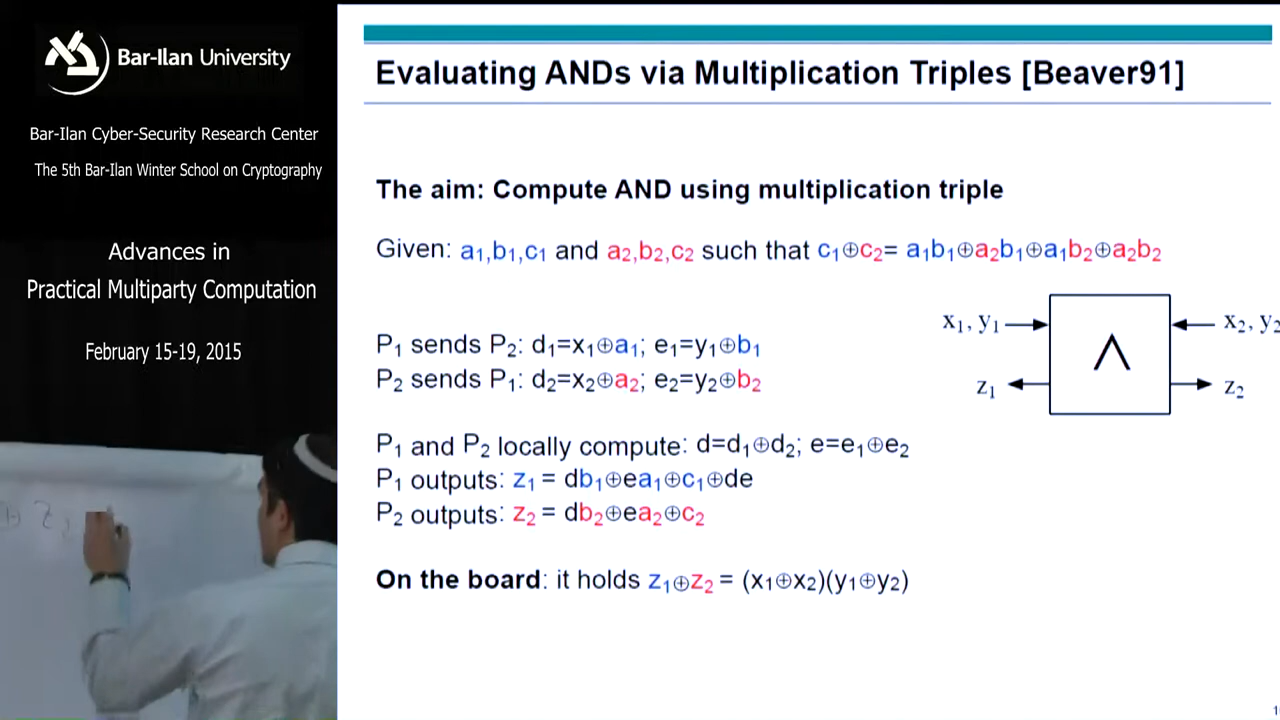 Bar-Ilan University
Bar-Ilan Cyber-Security Research Center
The 5th Bar-Ilan Winter School on Cryptography
Advances in
Practical Multiparty Computation
February 15-19, 2015
Evaluating ANDs via Multiplication Triples [Beaver91]
The aim: Compute AND using multiplication triple
Given: a₁,b₁,c₁ and a₂,b₂,c₂ such that c₁⊕c₂= a₁b₁⊕a₂b₁⊕a₁b₂⊕a₂b₂
x₁, y₁
∧
x₂, y₂
z₁
z₂
P₁ sends P₂: d₁=x₁⊕a₁; e₁=y₁⊕b₁
P₂ sends P₁: d₂=x₂⊕a₂; e₂=y₂⊕b₂
P₁ and P₂ locally compute: d=d₁⊕d₂; e=e₁⊕e₂
P₁ outputs: z₁ = db₁⊕ea₁⊕c₁⊕de
P₂ outputs: z₂ = db₂⊕ea₂⊕c₂
On the board: it holds z₁⊕z₂ = (x₁⊕x₂)(y₁⊕y₂)
⊕ z₂